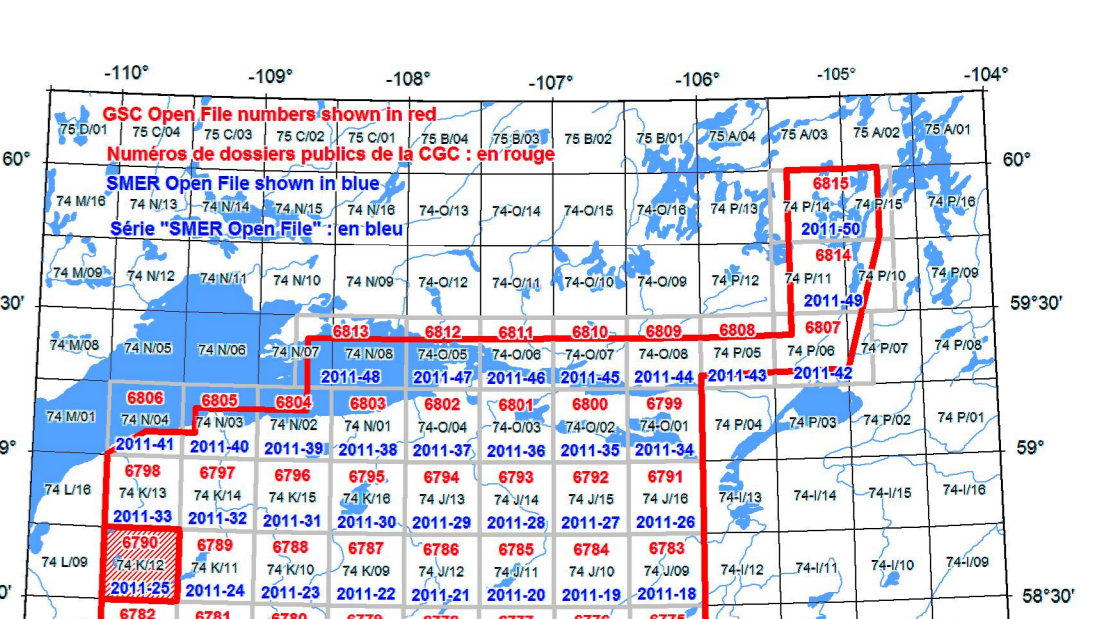 -110° -109° -108° -107° -106° -105° -104°
GSC Open File numbers shown in red
75 D/01 75 C/04 75 C/03 75 C/02 75 C/01 75 B/04 75 B/03 75 B/02 75 B/01 75 A/04 75 A/03 75 A/02 75 A/01
Numéros de dossiers publics de la CGC : en rouge
60° 60°
SMER Open File shown in blue
6815
74 M/16 74 N/13 74 N/14 74 N/15 74 N/16 74-O/13 74-O/14 74-O/15 74-O/16 74 P/13 74 P/14 74 P/15 74 P/16
Série "SMER Open File" : en bleu
2011-50
6814
74 M/09 74 N/12 74 N/11 74 N/10 74 N/09 74-O/12 74-O/11 74-O/10 74-O/09 74 P/12 74 P/11 74 P/10 74 P/09
2011-49
30' 59°30'
6813 6812 6811 6810 6809 6808 6807
74 M/08 74 N/05 74 N/06 74 N/07 74 N/08 74-O/05 74-O/06 74-O/07 74-O/08 74 P/05 74 P/06 74 P/07 74 P/08
2011-48 2011-47 2011-46 2011-45 2011-44 2011-43 2011-42
6806 6805 6804 6803 6802 6801 6800 6799
74 M/01 74 N/04 74 N/03 74 N/02 74 N/01 74-O/04 74-O/03 74-O/02 74-O/01 74 P/04 74 P/03 74 P/02 74 P/01
2011-41 2011-40 2011-39 2011-38 2011-37 2011-36 2011-35 2011-34
9° 59°
6798 6797 6796 6795 6794 6793 6792 6791
74 L/16 74 K/13 74 K/14 74 K/15 74 K/16 74 J/13 74 J/14 74 J/15 74 J/16 74-I/13 74-I/14 74-I/15 74-I/16
2011-33 2011-32 2011-31 2011-30 2011-29 2011-28 2011-27 2011-26
6790 6789 6788 6787 6786 6785 6784 6783
74 L/09 74 K/12 74 K/11 74 K/10 74 K/09 74 J/12 74 J/11 74 J/10 74 J/09 74-I/12 74-I/11 74-I/10 74-I/09
2011-25 2011-24 2011-23 2011-22 2011-21 2011-20 2011-19 2011-18
0' 58°30'
6782 6781 6780 6779 6778 6777 6776 6775